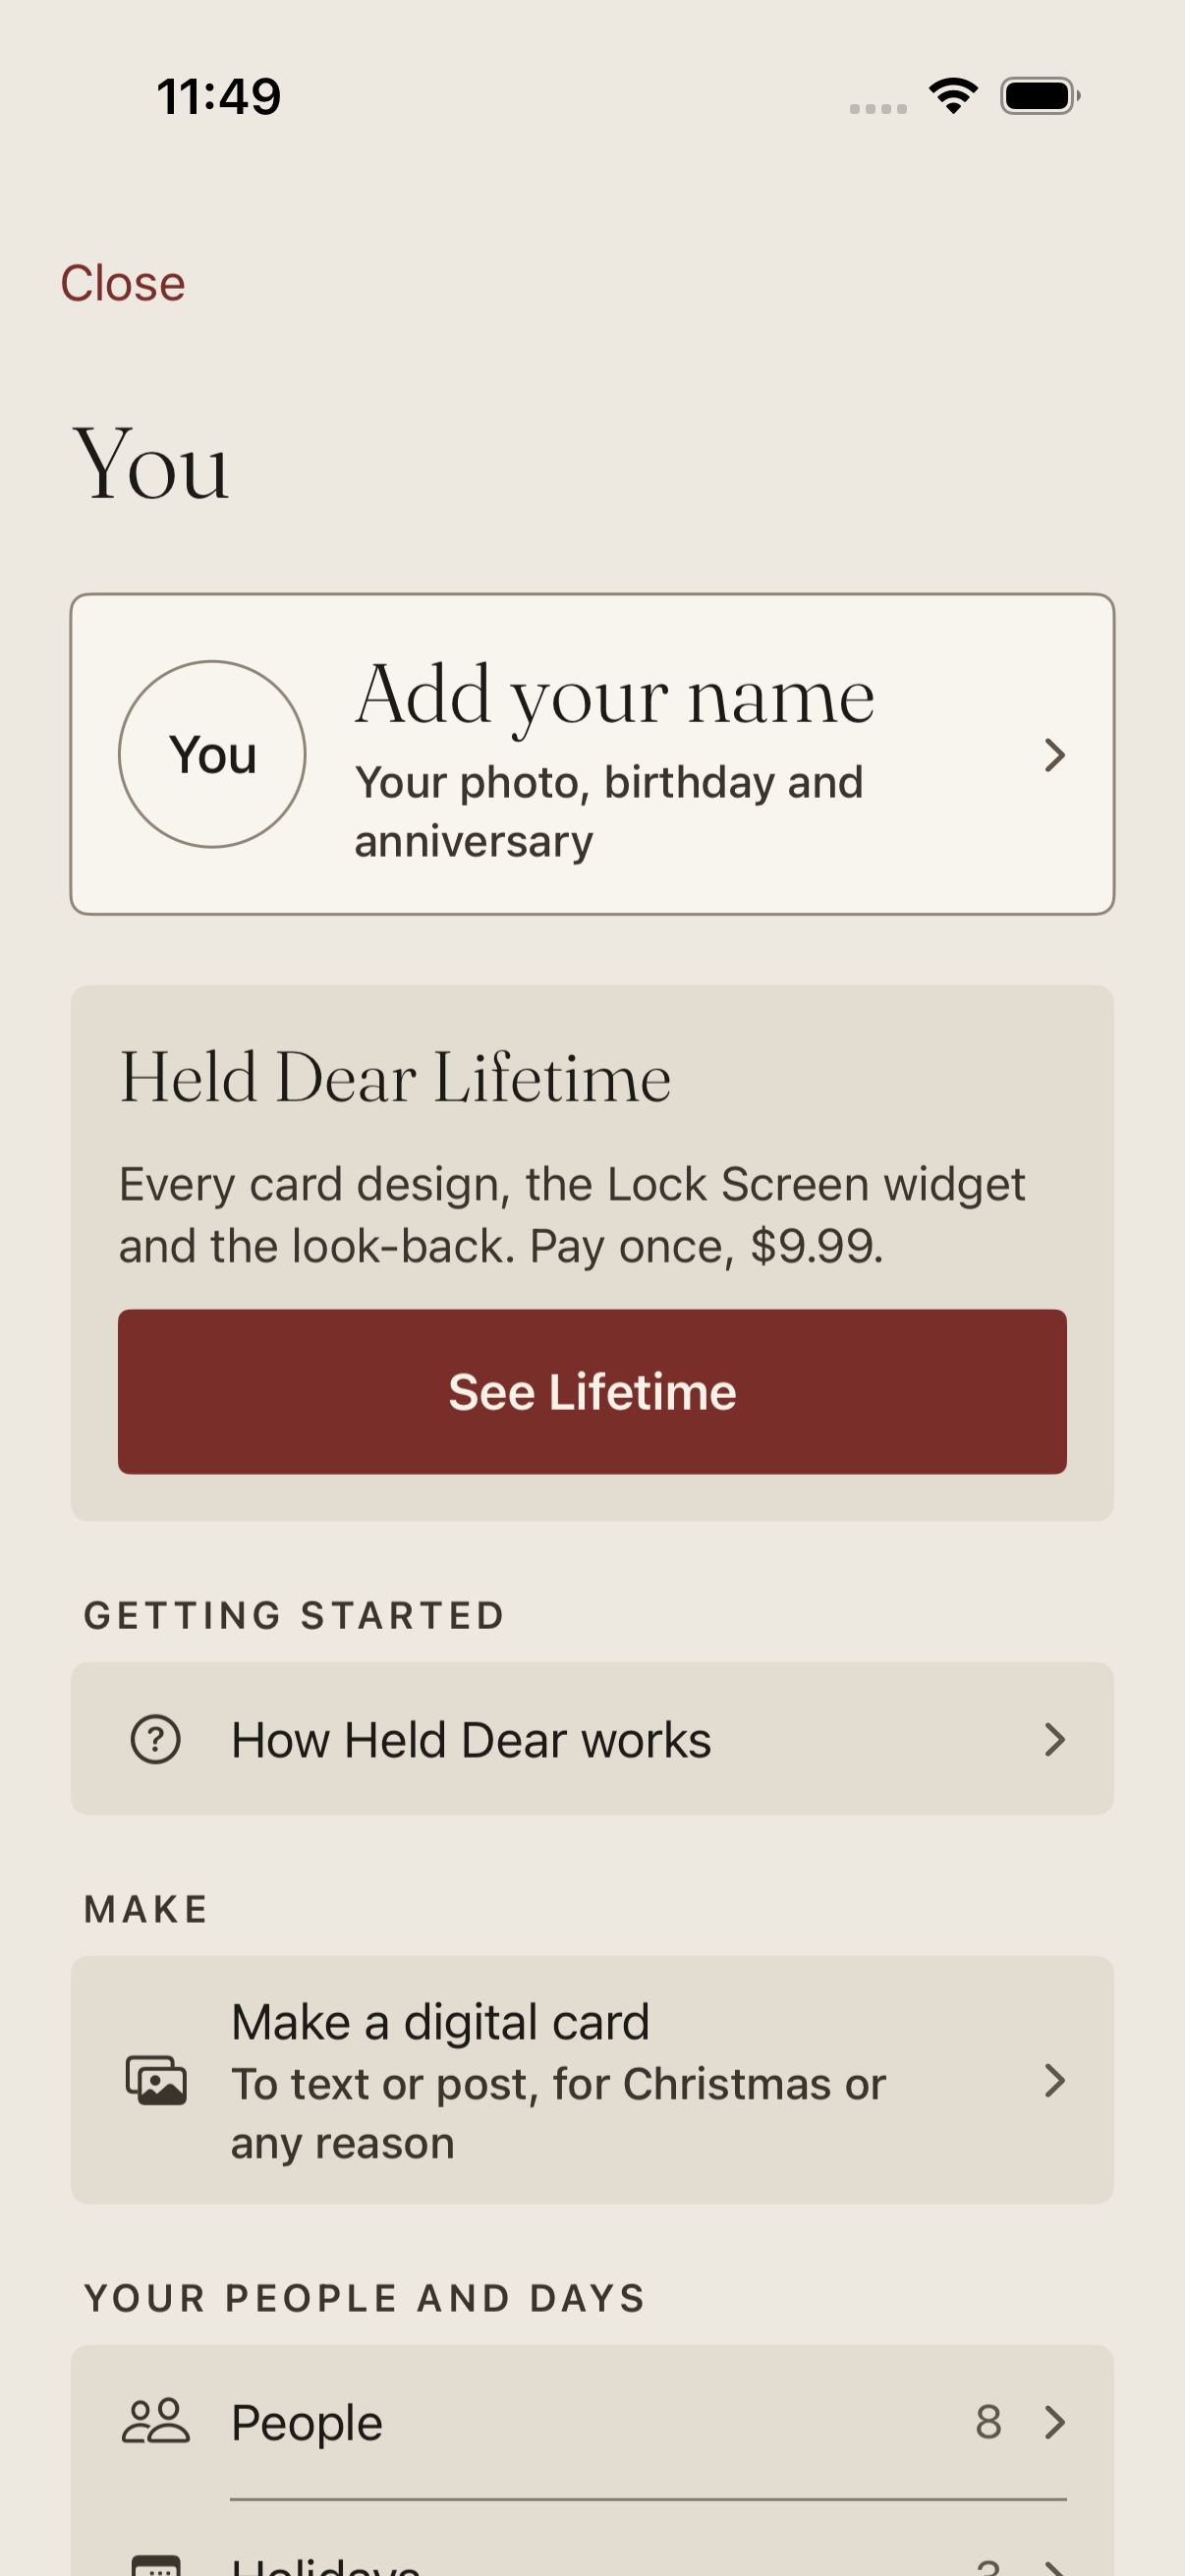 11:49
Close
You
You
Add your name
Your photo, birthday and
anniversary
Held Dear Lifetime
Every card design, the Lock Screen widget
and the look-back. Pay once, $9.99.
See Lifetime
GETTING STARTED
? How Held Dear works
MAKE
Make a digital card
To text or post, for Christmas or
any reason
YOUR PEOPLE AND DAYS
People 8
Holidays 3